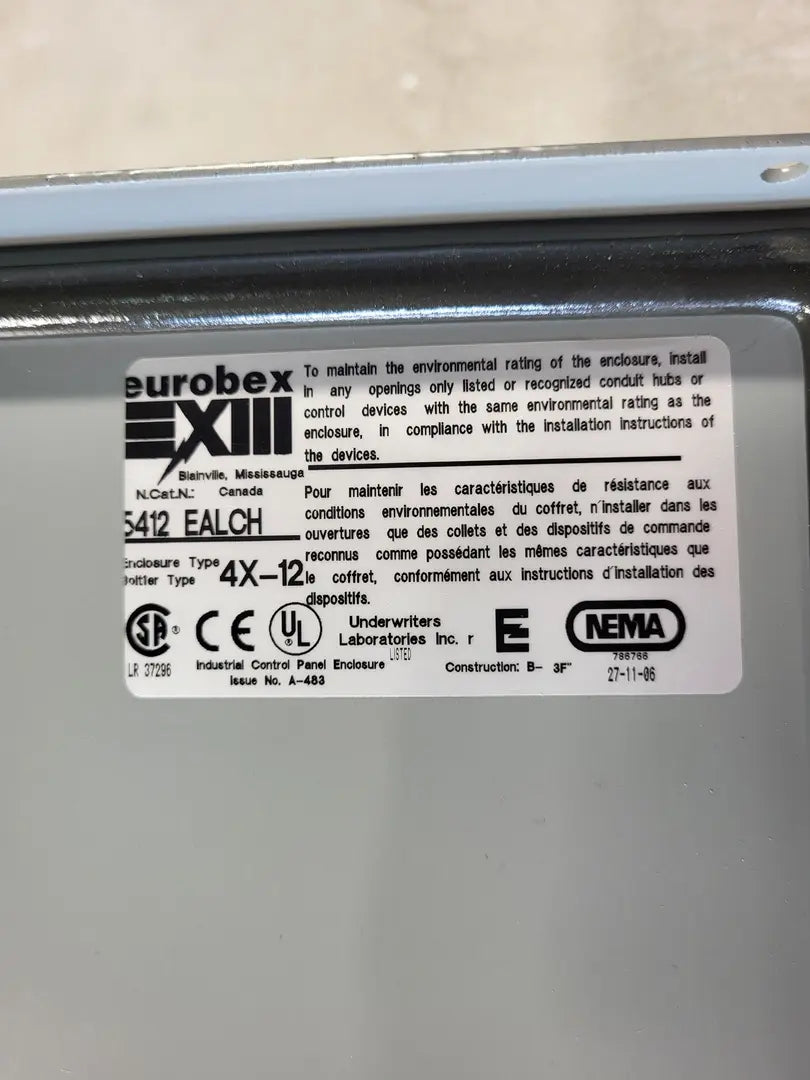 eurobex
EXIII
Blainville, Mississauga
Canada
N.Cat.N.:
5412 EALCH
Enclosure Type
Boitier Type
4X-12
To maintain the environmental rating of the enclosure, install
in any openings only listed or recognized conduit hubs or
control devices with the same environmental rating as the
enclosure, in compliance with the installation instructions of
the devices.
Pour maintenir les caractéristiques de résistance aux
conditions environnementales du coffret, n'installer dans les
ouvertures que des collets et des dispositifs de commande
reconnus comme possédant les mêmes caractéristiques que
le coffret, conformément aux instructions d'installation des
dispositifs.
SA ®
LR 37296
CE
UL ®
Underwriters
Laboratories Inc. r
LISTED
Industrial Control Panel Enclosure
Issue No. A-483
Construction: B- 3F"
NEMA
786766
27-11-06